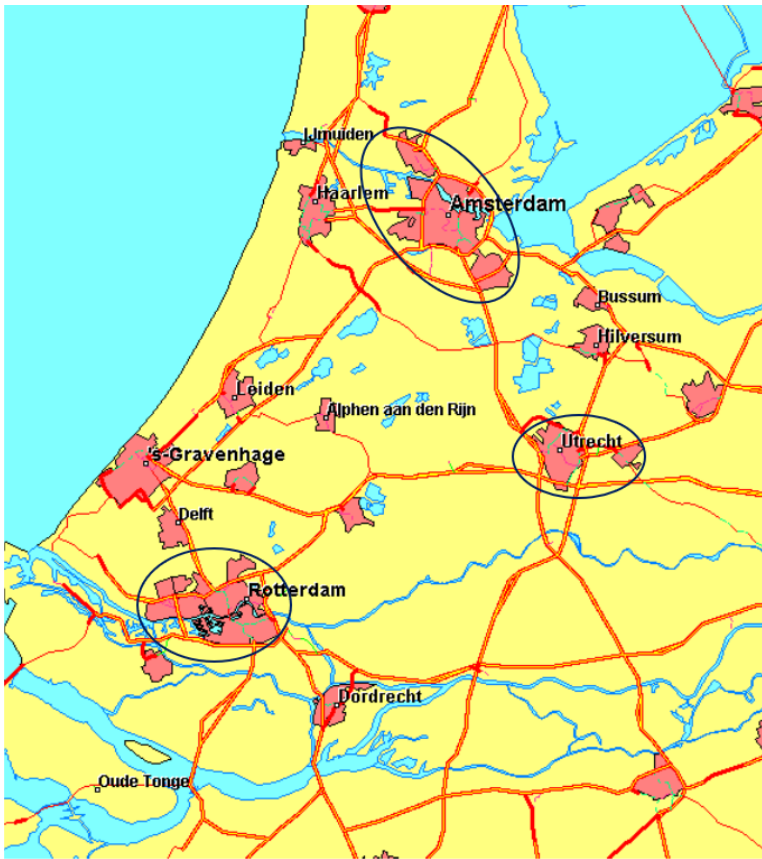 IJmuiden
Haarlem
Amsterdam
Bussum
Hilversum
Leiden
Alphen aan den Rijn
Utrecht
's-Gravenhage
Delft
Rotterdam
Dordrecht
Oude Tonge